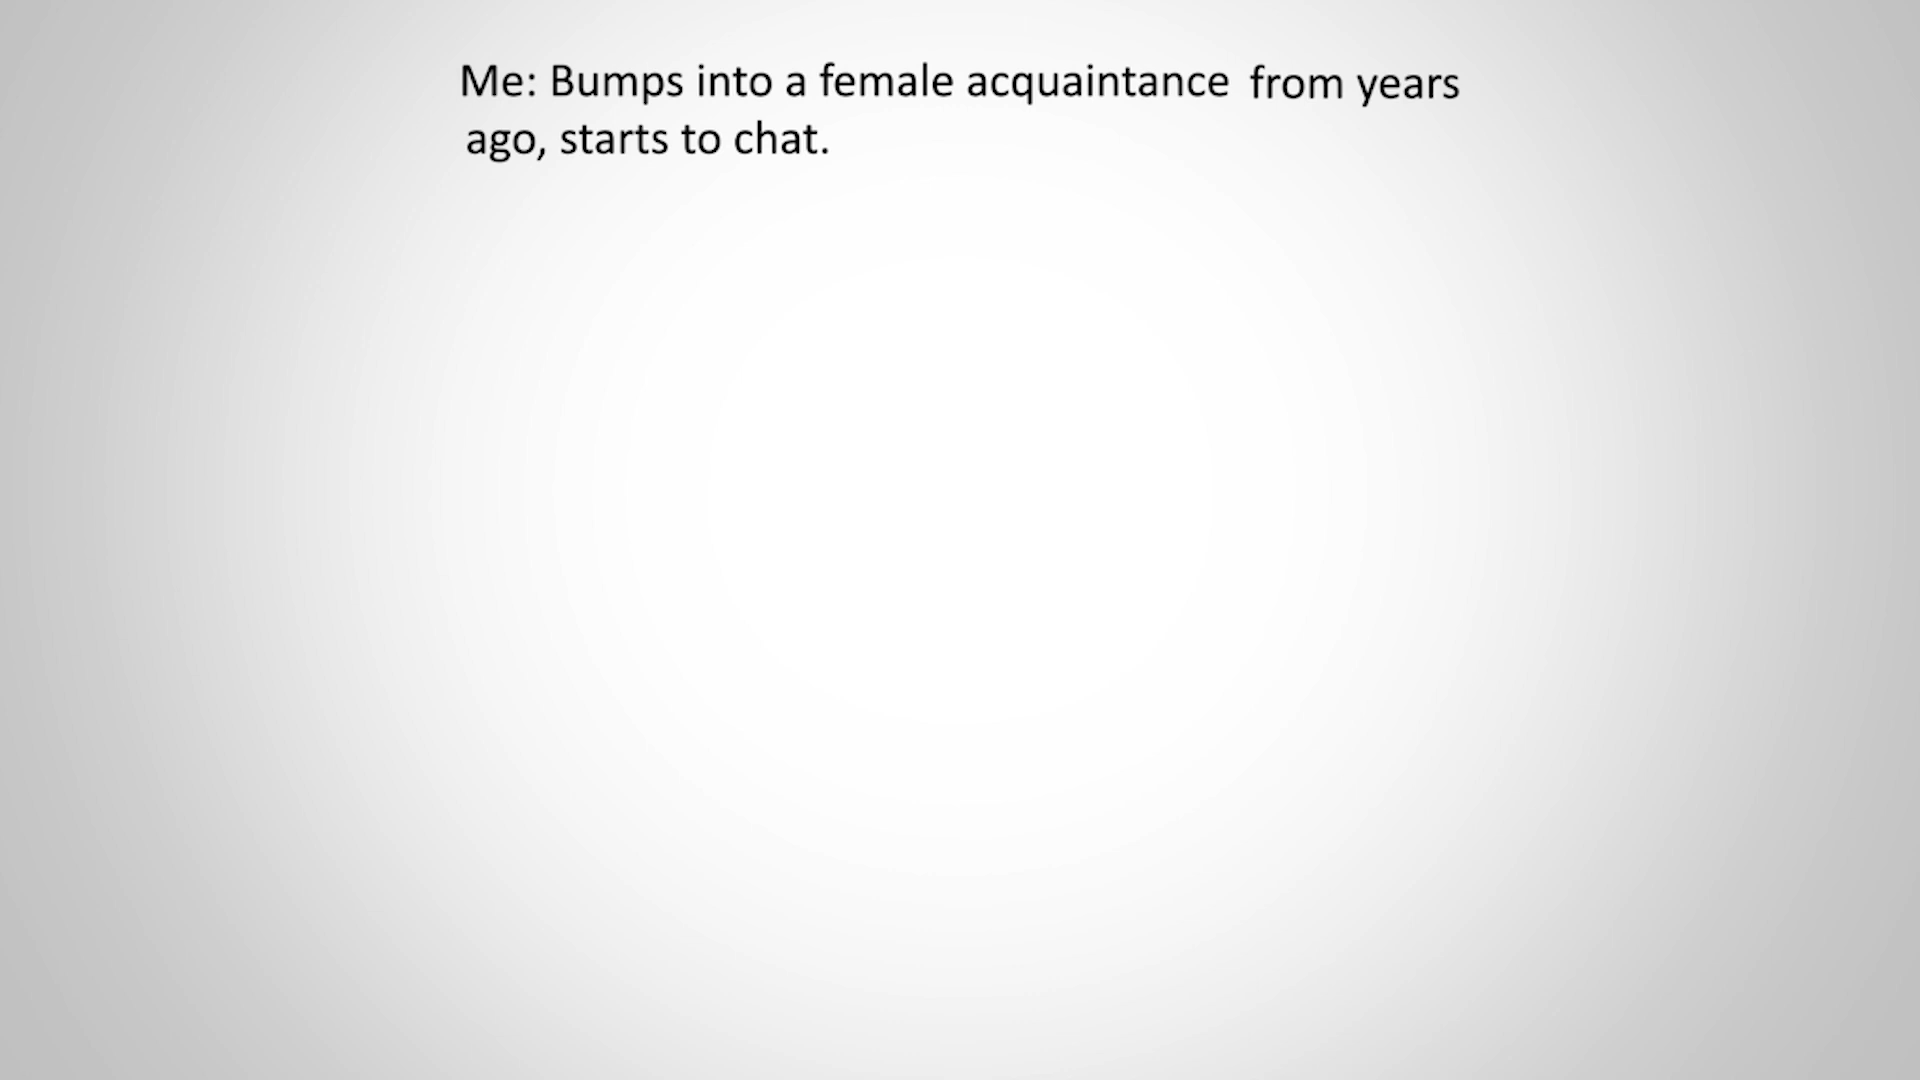 Me: Bumps into a female acquaintance from years
ago, starts to chat.